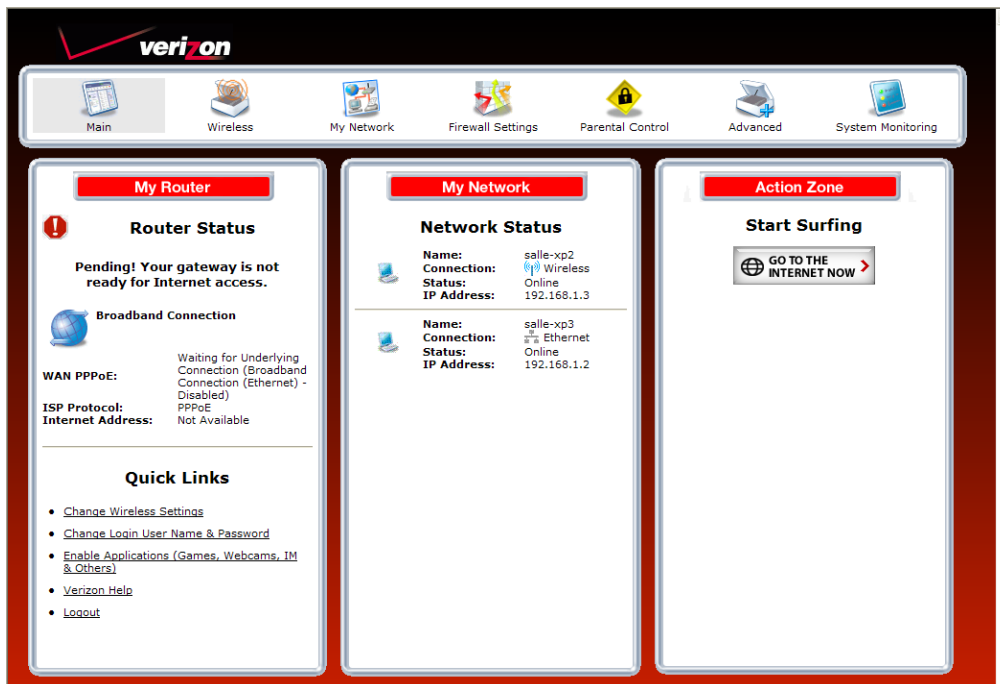 verizon
Main
Wireless
My Network
Firewall Settings
Parental Control
Advanced
System Monitoring
My Router
Router Status
Pending! Your gateway is not
ready for Internet access.
Broadband Connection
WAN PPPoE:
Waiting for Underlying
Connection (Broadband
Connection (Ethernet) -
Disabled)
ISP Protocol: PPPoE
Internet Address: Not Available
Quick Links
Change Wireless Settings
Change Login User Name & Password
Enable Applications (Games, Webcams, IM
& Others)
Verizon Help
Logout
My Network
Network Status
Name: salle-xp2
Connection: Wireless
Status: Online
IP Address: 192.168.1.3
Name: salle-xp3
Connection: Ethernet
Status: Online
IP Address: 192.168.1.2
Action Zone
Start Surfing
GO TO THE
INTERNET NOW